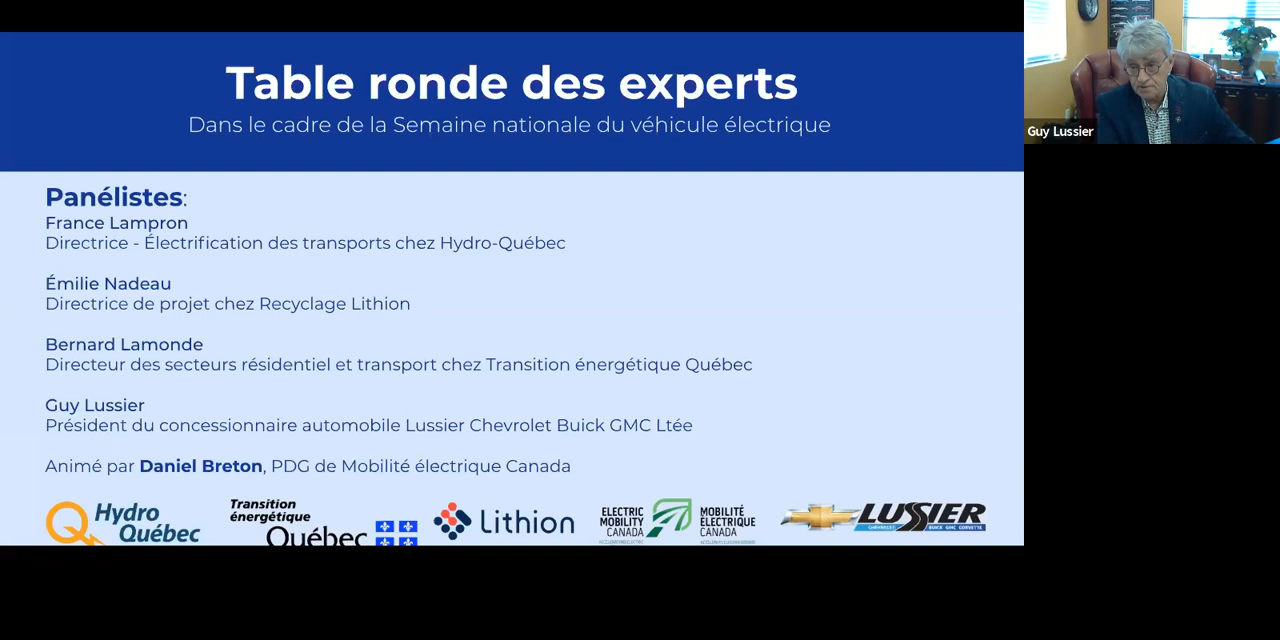 Table ronde des experts
Dans le cadre de la Semaine nationale du véhicule électrique
Guy Lussier
Panélistes:
France Lampron
Directrice - Électrification des transports chez Hydro-Québec
Émilie Nadeau
Directrice de projet chez Recyclage Lithion
Bernard Lamonde
Directeur des secteurs résidentiel et transport chez Transition énergétique Québec
Guy Lussier
Président du concessionnaire automobile Lussier Chevrolet Buick GMC Ltée
Animé par Daniel Breton, PDG de Mobilité électrique Canada
Hydro
Québec
Transition
énergétique
Québec
Lithion
ELECTRIC
MOBILITY
CANADA
MOBILITÉ
ÉLECTRIQUE
CANADA
LUSSIER
CHEVROLET BUICK GMC CORVETTE